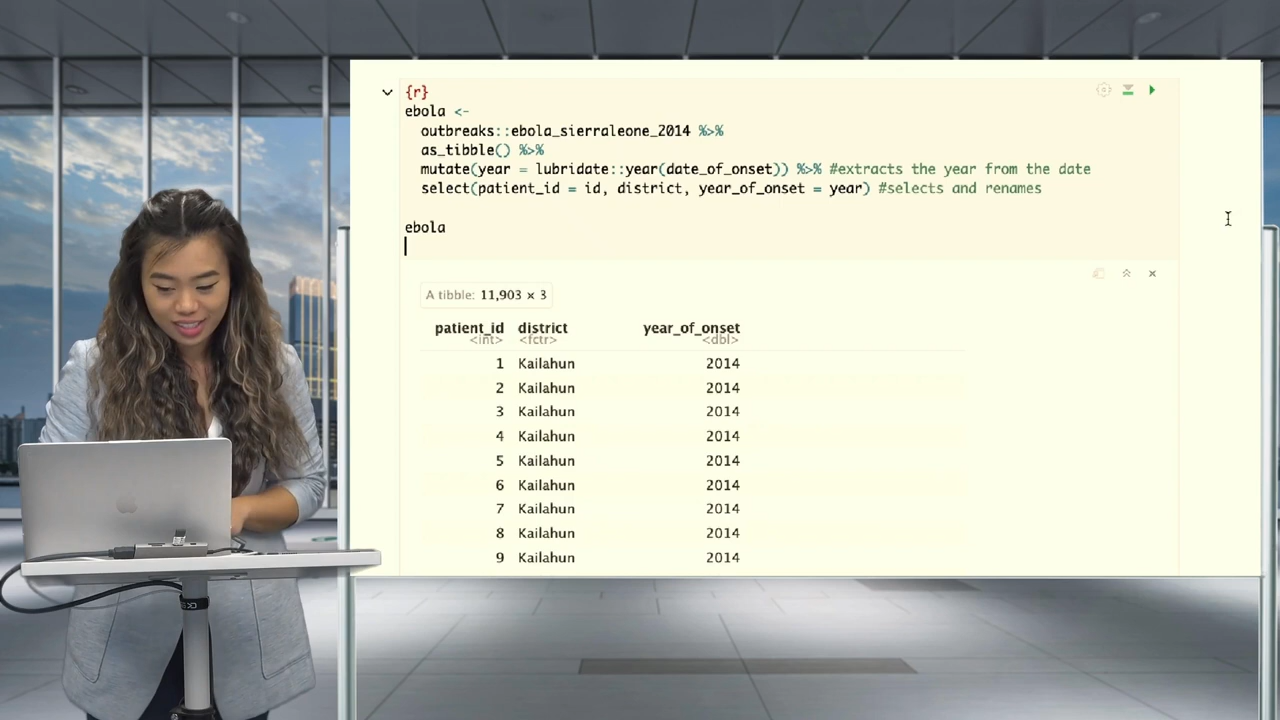 {r}
ebola <-
outbreaks::ebola_sierraleone_2014 %>%
as_tibble() %>%
mutate(year = lubridate::year(date_of_onset)) %>% #extracts the year from the date
select(patient_id = id, district, year_of_onset = year) #selects and renames
ebola
A tibble: 11,903 × 3
patient_id district year_of_onset
<int> <fctr> <dbl>
1 Kailahun 2014
2 Kailahun 2014
3 Kailahun 2014
4 Kailahun 2014
5 Kailahun 2014
6 Kailahun 2014
7 Kailahun 2014
8 Kailahun 2014
9 Kailahun 2014